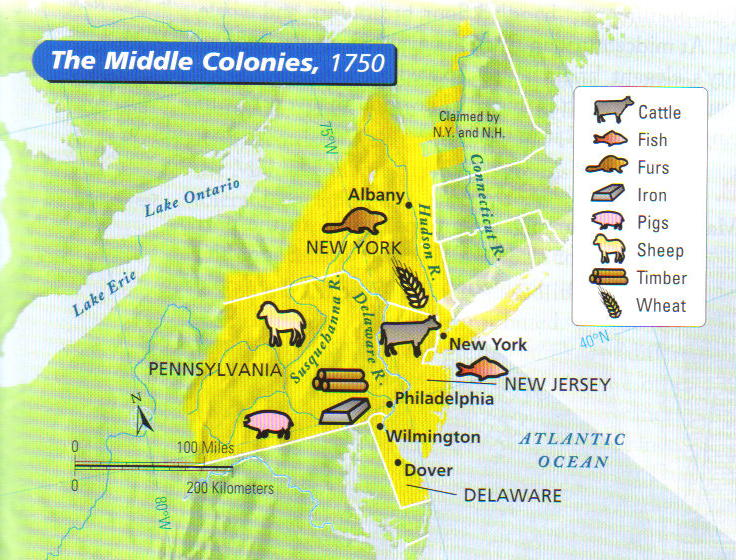 The Middle Colonies, 1750
Claimed by
N.Y. and N.H.
75°W
Connecticut R.
Lake Ontario
Albany
Hudson R.
NEW YORK
Lake Erie
Susquehanna R.
Delaware R.
New York
40°N
PENNSYLVANIA
NEW JERSEY
Philadelphia
N
Wilmington
ATLANTIC
OCEAN
0 100 Miles
0 200 Kilometers
Dover
DELAWARE
80°W
Cattle
Fish
Furs
Iron
Pigs
Sheep
Timber
Wheat